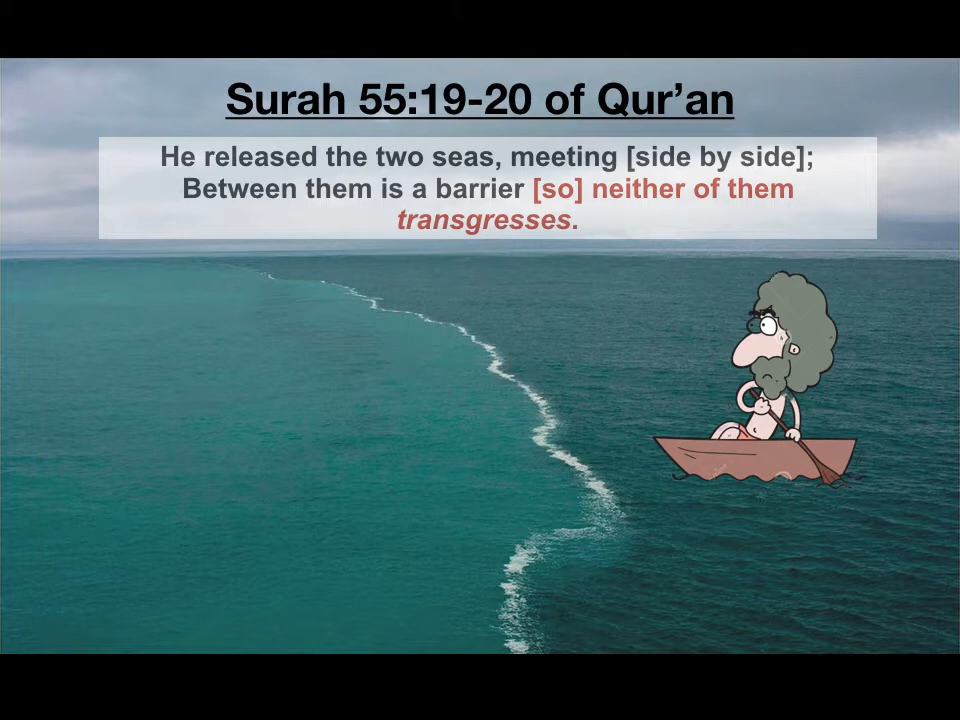 Surah 55:19-20 of Qur’an
He released the two seas, meeting [side by side];
Between them is a barrier [so] neither of them
transgresses.